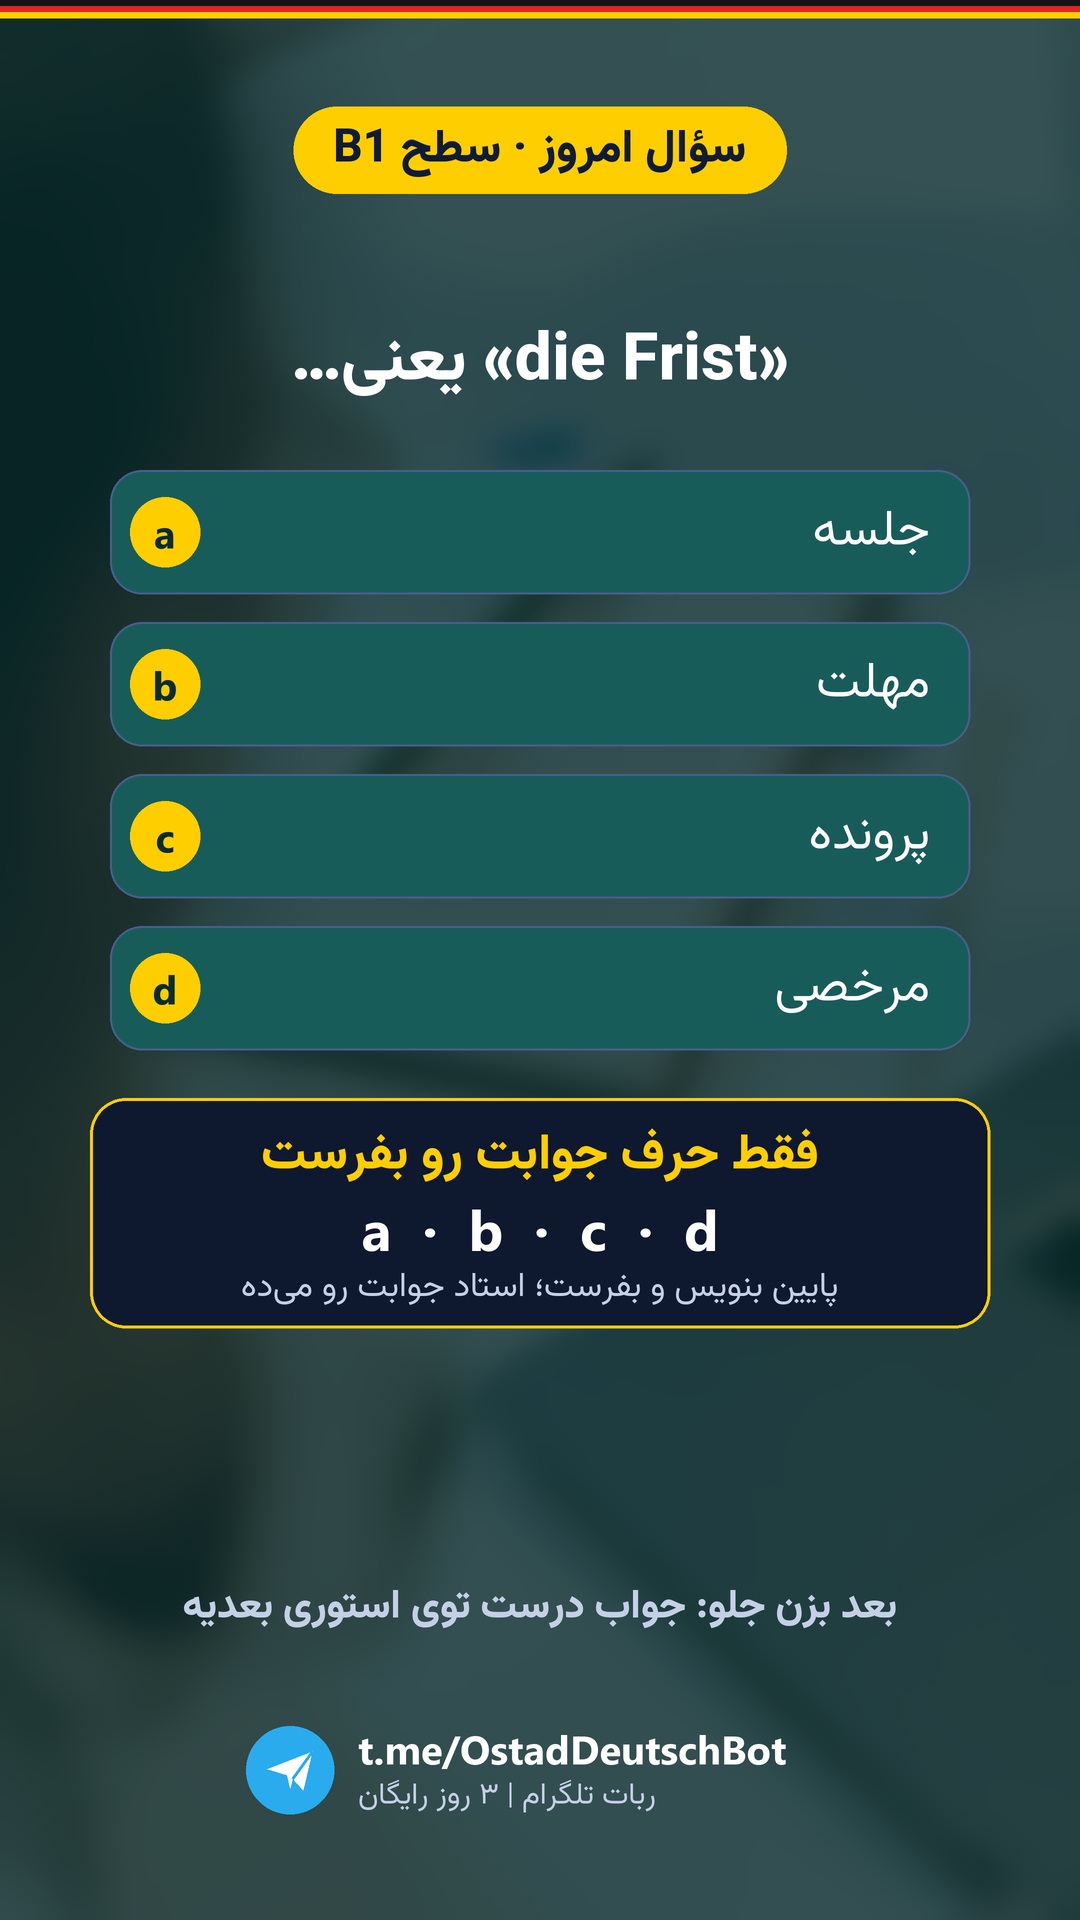 سؤال امروز · سطح B1
«die Frist» یعنی…
a جلسه
b مهلت
c پرونده
d مرخصی
فقط حرف جوابت رو بفرست
a · b · c · d
پایین بنویس و بفرست؛ استاد جوابت رو می‌ده
بعد بزن جلو: جواب درست توی استوری بعدیه
t.me/OstadDeutschBot
ربات تلگرام | ۳ روز رایگان